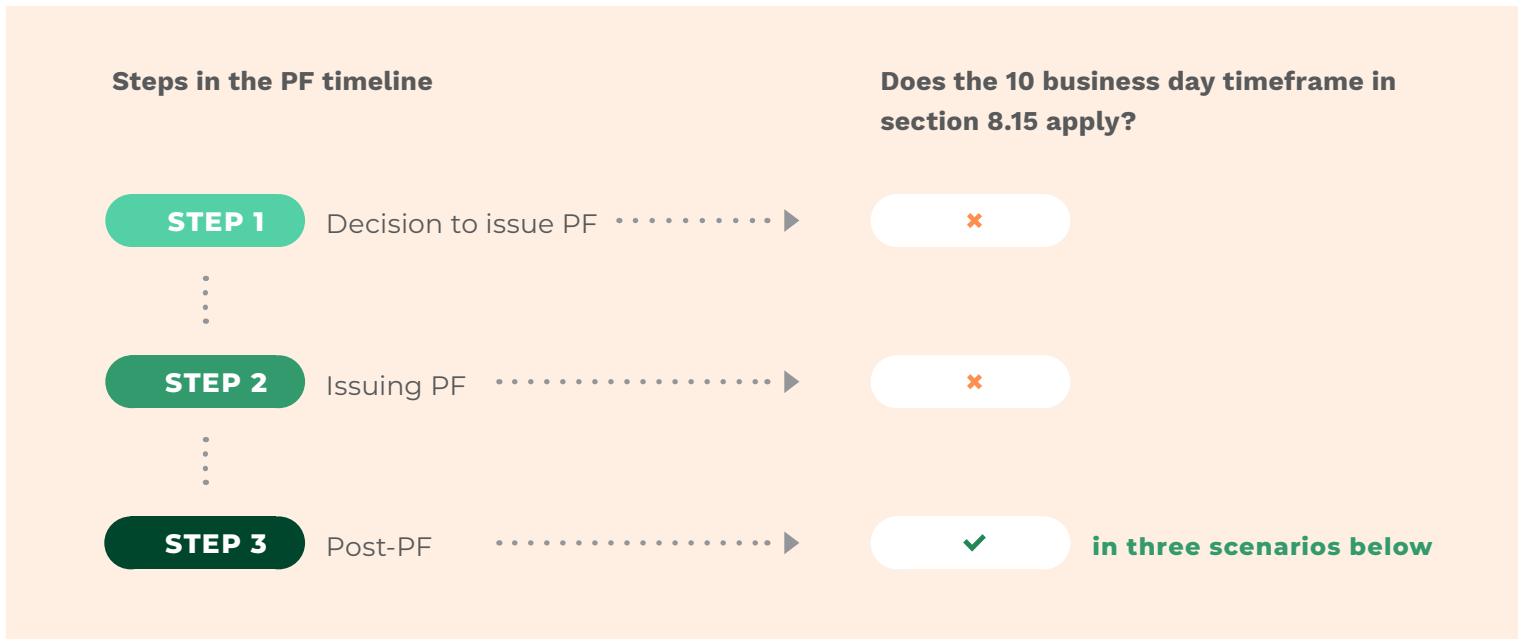 Steps in the PF timeline
Does the 10 business day timeframe in
section 8.15 apply?
STEP 1 Decision to issue PF
STEP 2 Issuing PF
STEP 3 Post-PF in three scenarios below